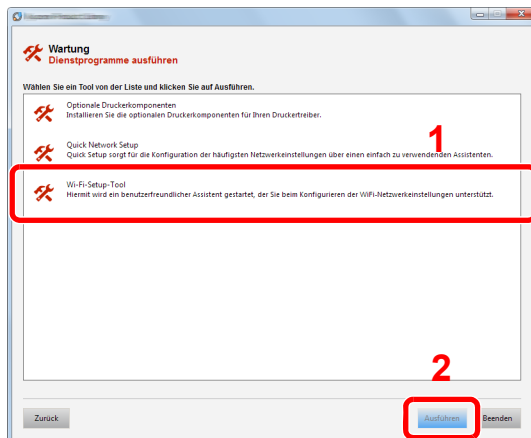 Wartung
Dienstprogramme ausführen
Wählen Sie ein Tool von der Liste und klicken Sie auf Ausführen.
Optionale Druckerkomponenten
Installieren Sie die optionalen Druckerkomponenten für Ihren Druckertreiber.
1
Quick Network Setup
Quick Setup sorgt für die Konfiguration der häufigsten Netzwerkeinstellungen über einen einfach zu verwendenden Assistenten.
Wi-Fi-Setup-Tool
Hiermit wird ein benutzerfreundlicher Assistent gestartet, der Sie beim Konfigurieren der WiFi-Netzwerkeinstellungen unterstützt.
2
Zurück
Ausführen
Beenden